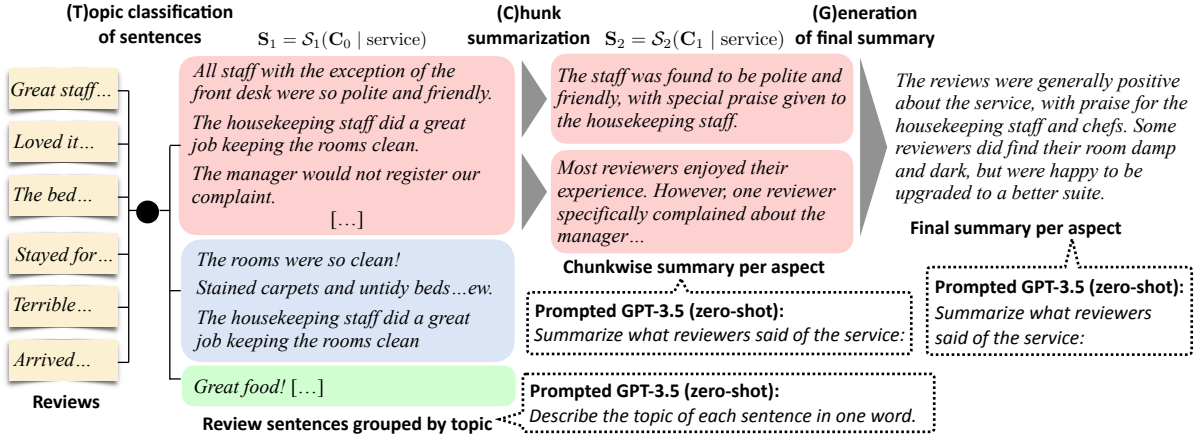 (T)opic classification
of sentences
S₁ = S₁(C₀ | service)
(C)hunk
summarization
S₂ = S₂(C₁ | service)
(G)eneration
of final summary
Great staff…
Loved it…
The bed…
Stayed for…
Terrible…
Arrived…
Reviews
All staff with the exception of the
front desk were so polite and friendly.
The housekeeping staff did a great
job keeping the rooms clean.
The manager would not register our
complaint.
[…]
The rooms were so clean!
Stained carpets and untidy beds…ew.
The housekeeping staff did a great
job keeping the rooms clean
Great food! […]
Review sentences grouped by topic
The staff was found to be polite and
friendly, with special praise given to
the housekeeping staff.
Most reviewers enjoyed their
experience. However, one reviewer
specifically complained about the
manager…
Chunkwise summary per aspect
Prompted GPT-3.5 (zero-shot):
Summarize what reviewers said of the service:
Prompted GPT-3.5 (zero-shot):
Describe the topic of each sentence in one word.
The reviews were generally positive
about the service, with praise for the
housekeeping staff and chefs. Some
reviewers did find their room damp
and dark, but were happy to be
upgraded to a better suite.
Final summary per aspect
Prompted GPT-3.5 (zero-shot):
Summarize what reviewers
said of the service: